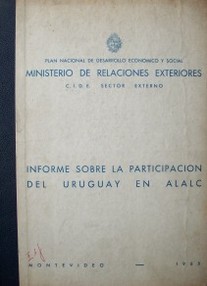 PLAN NACIONAL DE DESARROLLO ECONOMICO Y SOCIAL
MINISTERIO DE RELACIONES EXTERIORES
C.I.D.E. SECTOR EXTERNO
INFORME SOBRE LA PARTICIPACION
DEL URUGUAY EN ALALC
MONTEVIDEO —